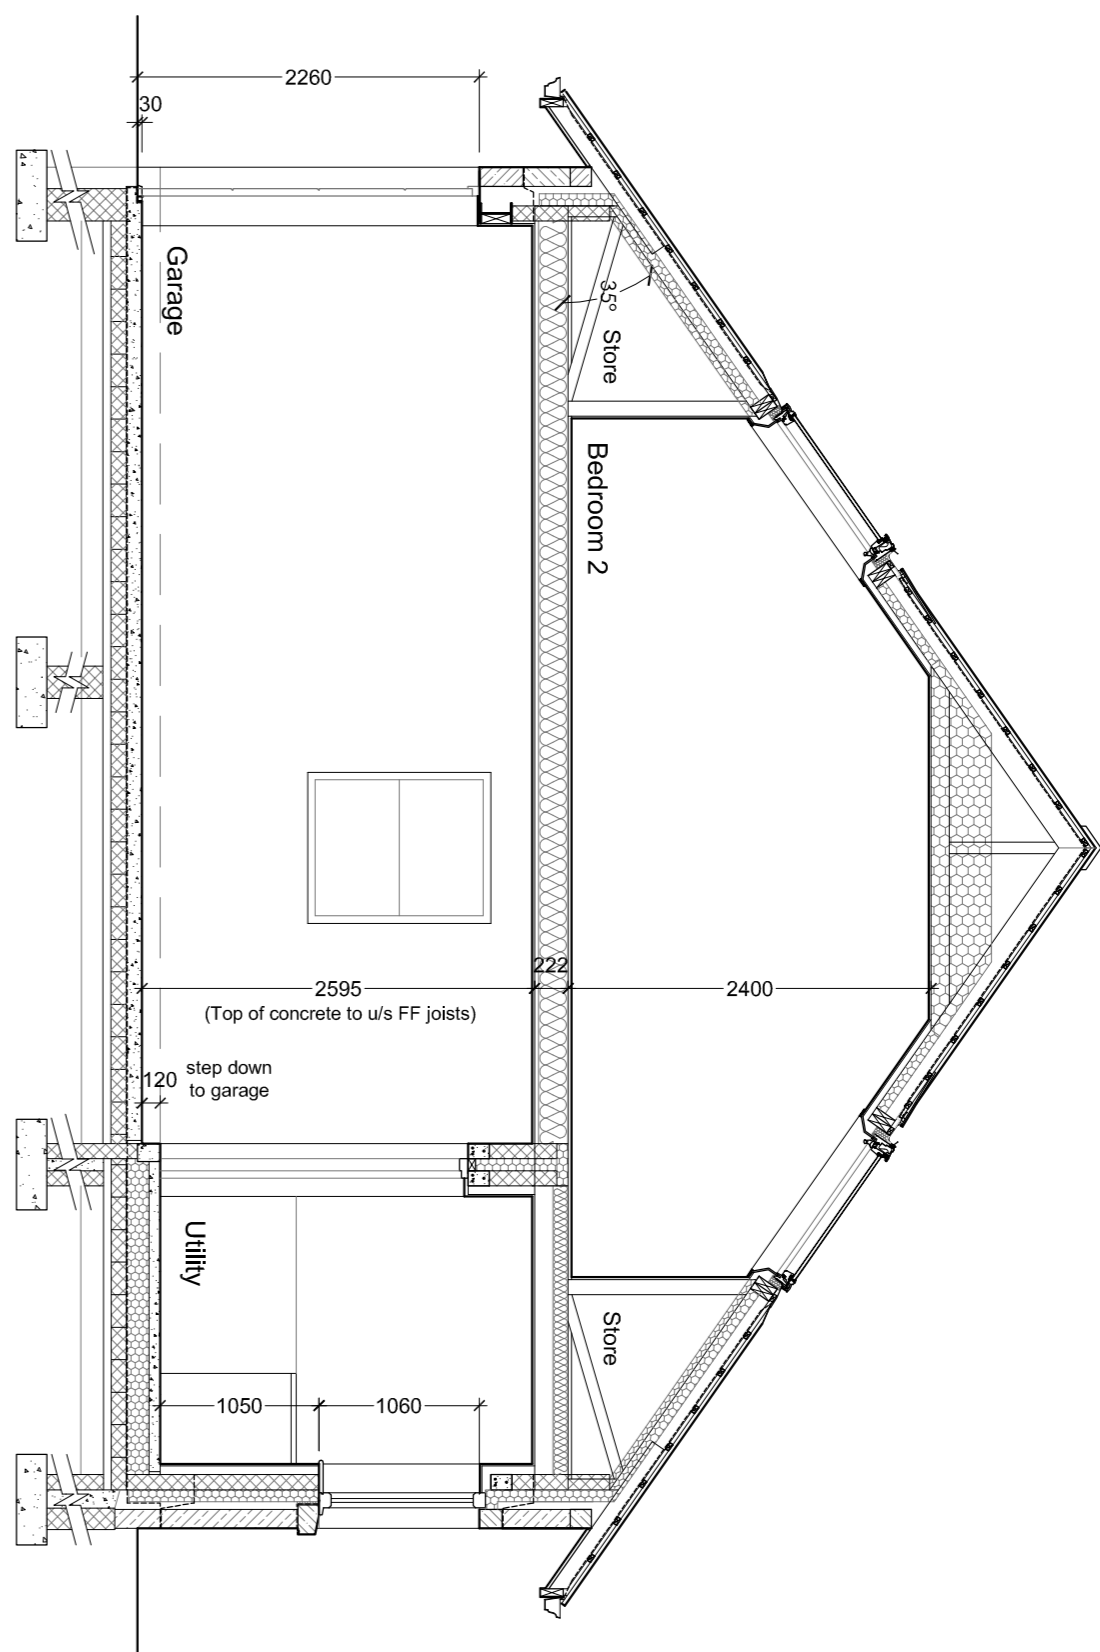 2260
30
Garage
35°
Store
Bedroom 2
222
2595
(Top of concrete to u/s FF joists)
2400
120
step down
to garage
Utility
Store
1050
1060